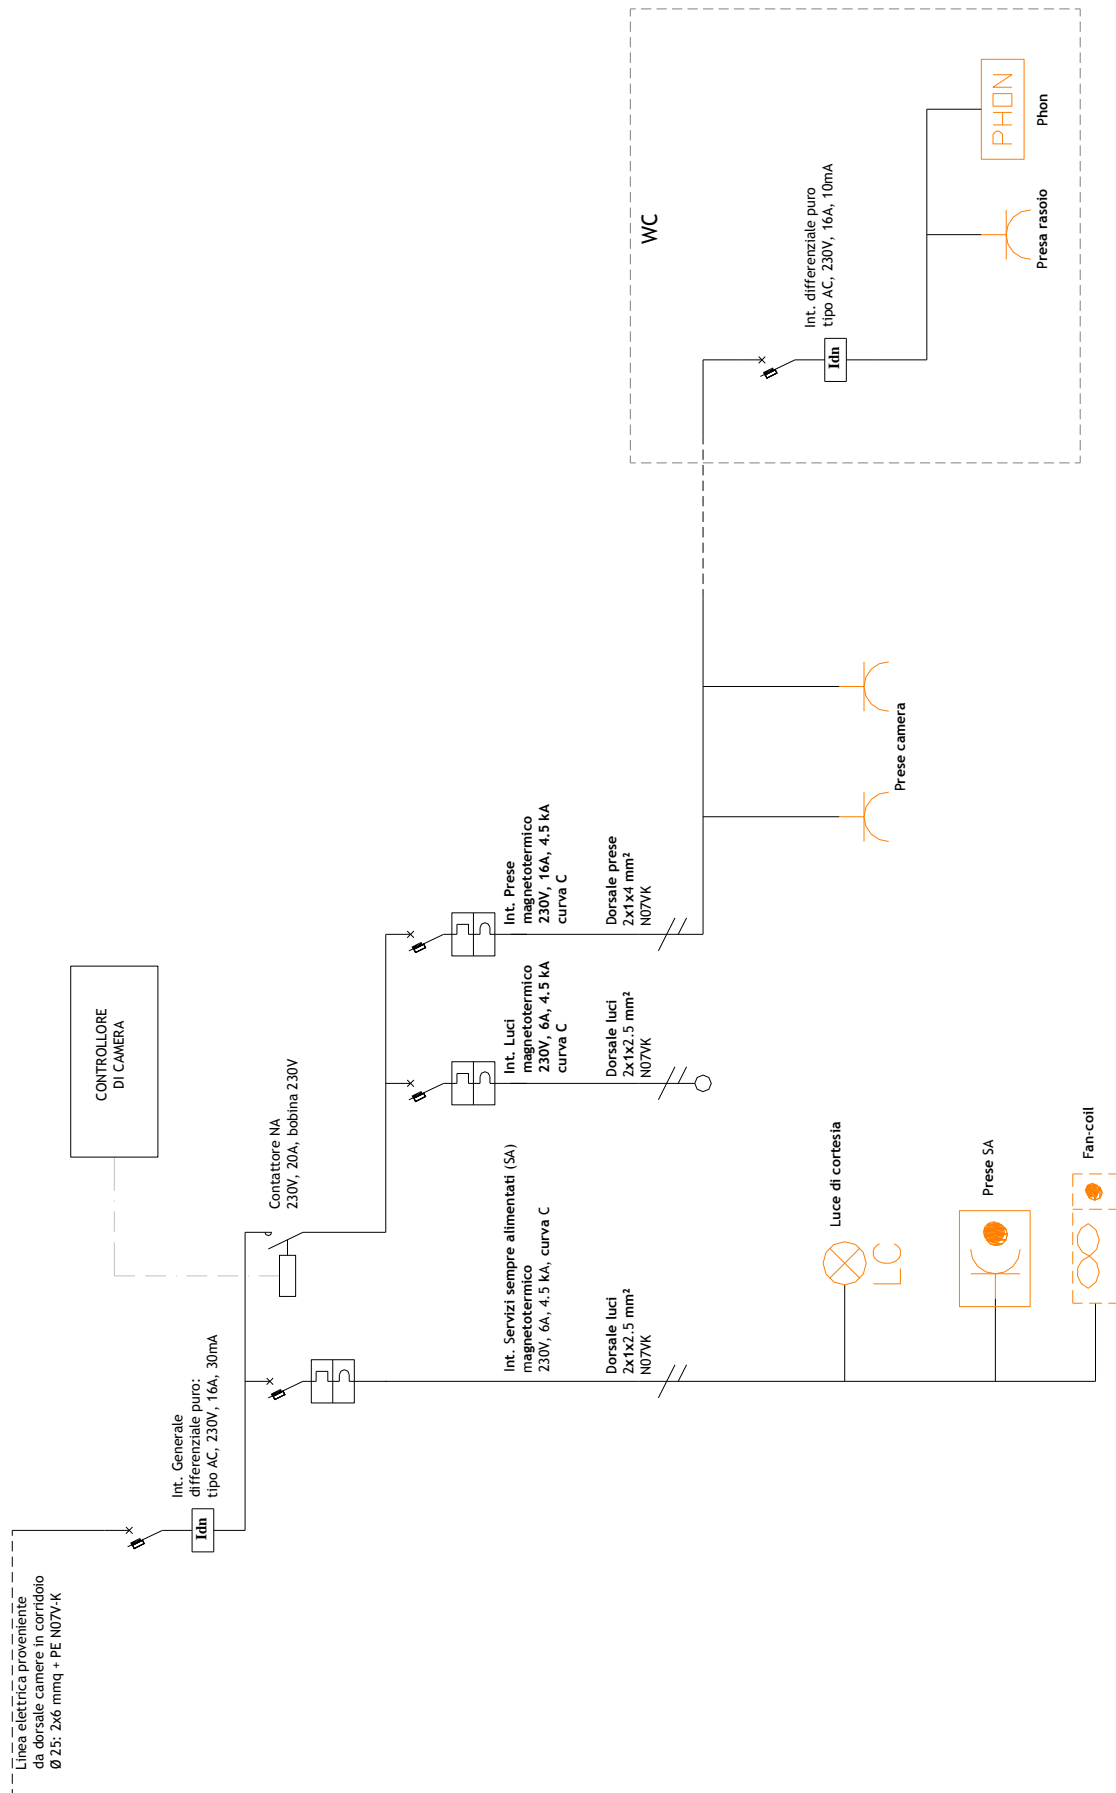 Linea elettrica proveniente
da dorsale camere in corridoio
Ø 25: 2x6 mmq + PE N07V-K
Int. Generale
differenziale puro:
tipo AC, 230V, 16A, 30mA
Idn
CONTROLLORE
DI CAMERA
Contattore NA
230V, 20A, bobina 230V
Int. Servizi sempre alimentati (SA)
magnetotermico
230V, 6A, 4.5 kA, curva C
Dorsale luci
2x1x2.5 mm²
N07VK
Luce di cortesia
LC
Prese SA
Fan-coil
Int. Luci
magnetotermico
230V, 6A, 4.5 kA
curva C
Dorsale luci
2x1x2.5 mm²
N07VK
Int. Prese
magnetotermico
230V, 16A, 4.5 kA
curva C
Dorsale prese
2x1x4 mm²
N07VK
Prese camera
WC
Int. differenziale puro
tipo AC, 230V, 16A, 10mA
Idn
Presa rasoio
PHON
Phon